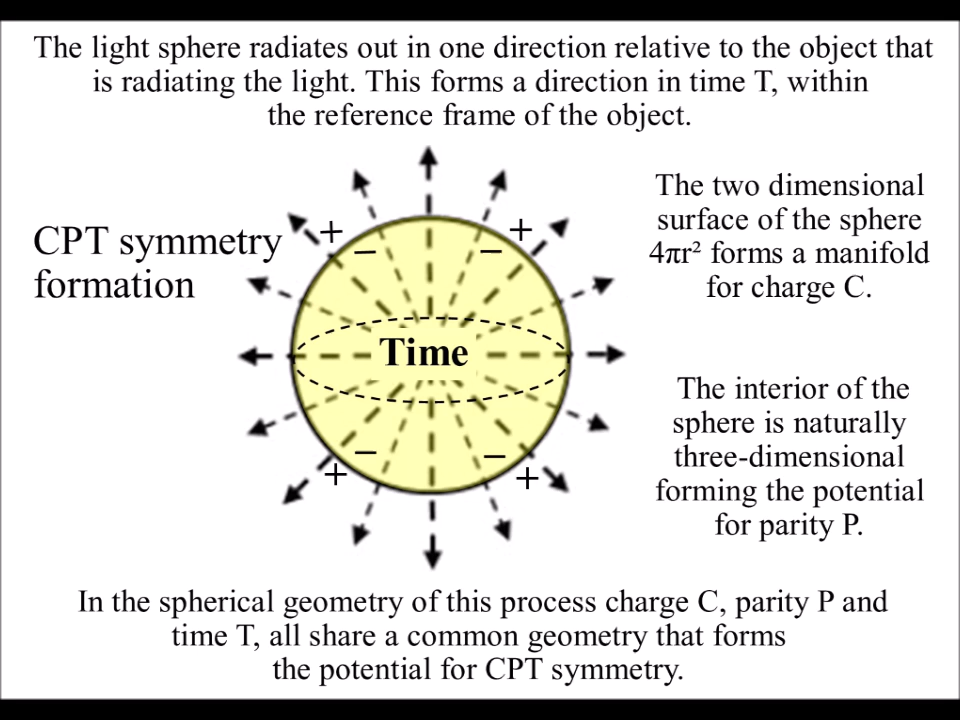 The light sphere radiates out in one direction relative to the object that
is radiating the light. This forms a direction in time T, within
the reference frame of the object.
The two dimensional
surface of the sphere
4πr² forms a manifold
for charge C.
CPT symmetry
formation
+
−
−
+
Time
The interior of the
sphere is naturally
three-dimensional
forming the potential
for parity P.
+
−
−
+
In the spherical geometry of this process charge C, parity P and
time T, all share a common geometry that forms
the potential for CPT symmetry.